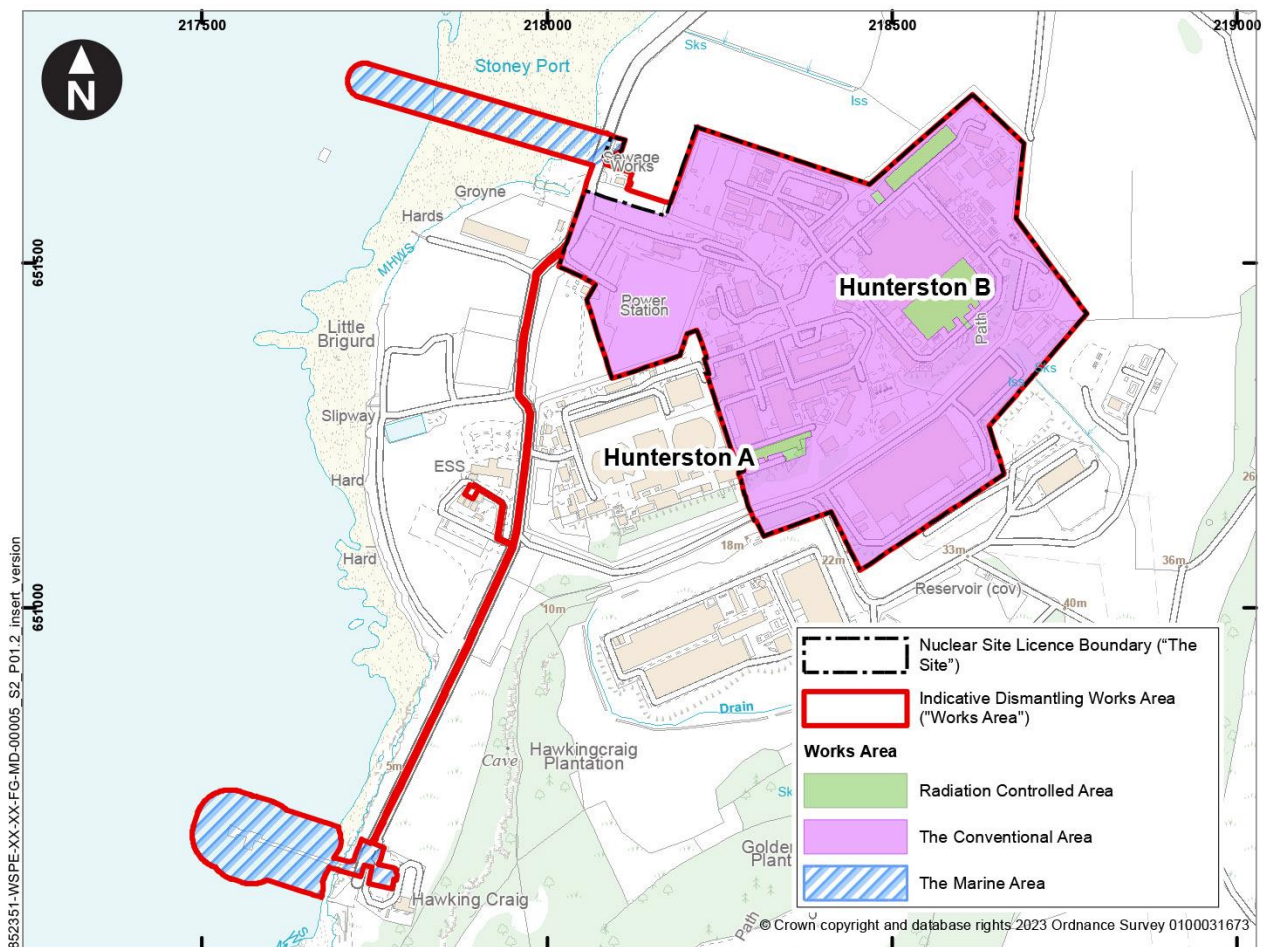 217500
218000
218500
219000
N
Stoney Port
Sks
Iss
Sewage
Works
Groyne
Hards
MHWS
651500
Hunterston B
Power
Station
Path
Little
Brigurd
Iss
Sks
Slipway
Hunterston A
ESS
Hard
26
Hard
18m
22m
33m
36m
Reservoir (cov)
40m
651000
10m
Drain
Hawkingcraig
Plantation
Cave
5m
Hawking Craig
Path
Nuclear Site Licence Boundary ("The
Site")
Indicative Dismantling Works Area
("Works Area")
Works Area
Radiation Controlled Area
The Conventional Area
The Marine Area
© Crown copyright and database rights 2023 Ordnance Survey 0100031673
852351-WSPE-XX-XX-FG-MD-00005_S2_P01.2_insert_version